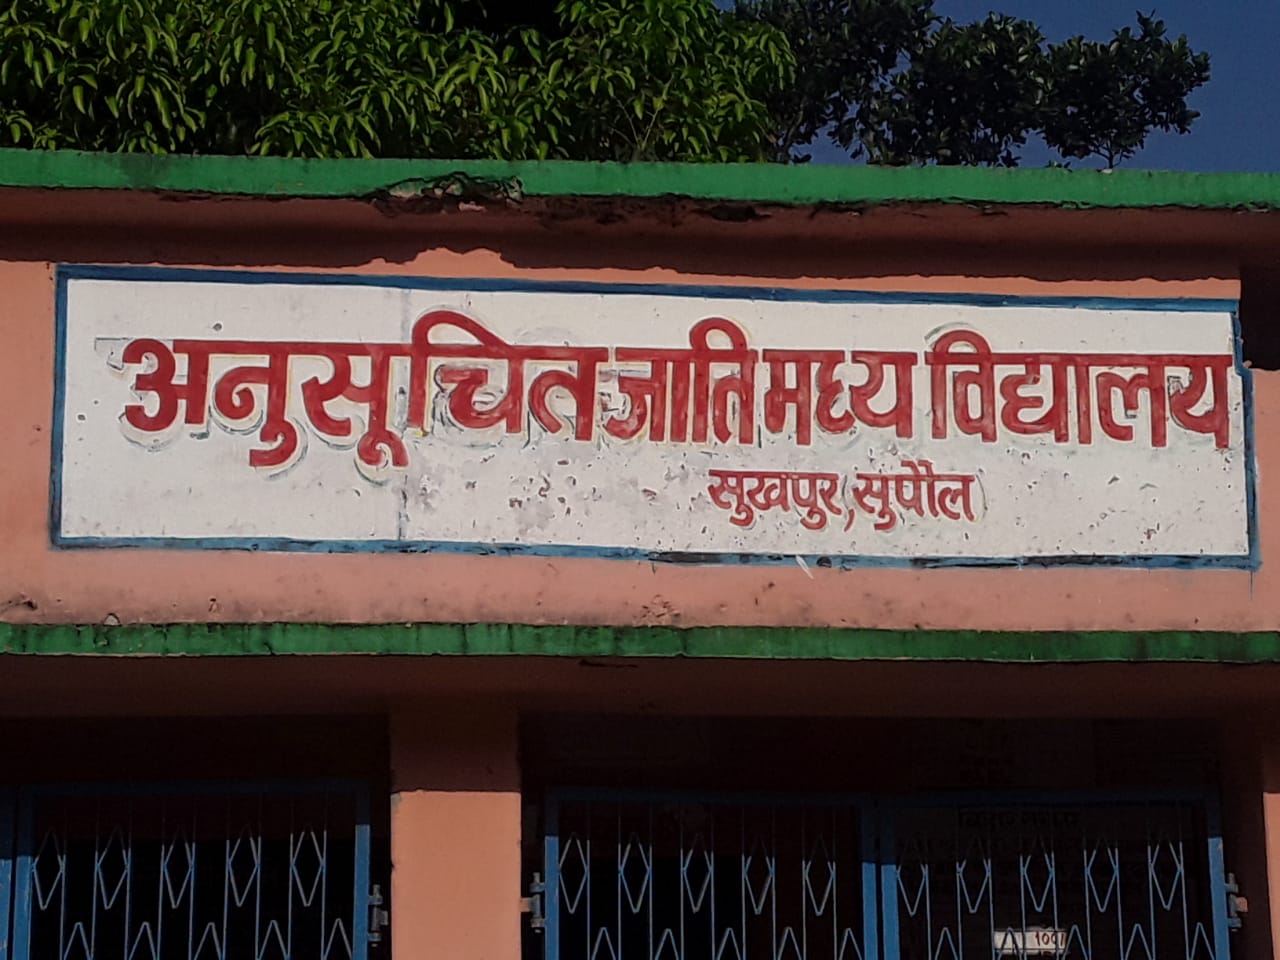 अनुसूचित जाति मध्य विद्यालय
सुखपुर, सुपौल